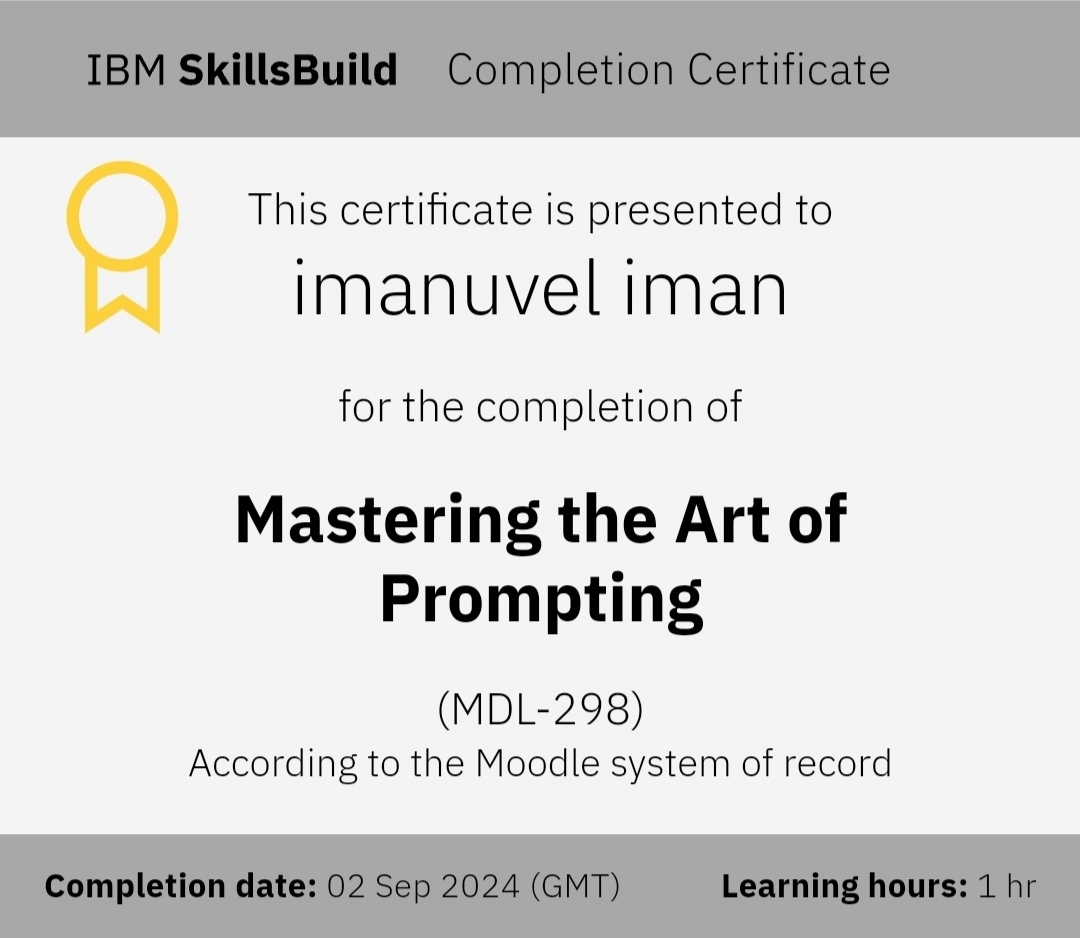 IBM SkillsBuild Completion Certificate
This certificate is presented to
imanuvel iman
for the completion of
Mastering the Art of
Prompting
(MDL-298)
According to the Moodle system of record
Completion date: 02 Sep 2024 (GMT) Learning hours: 1 hr